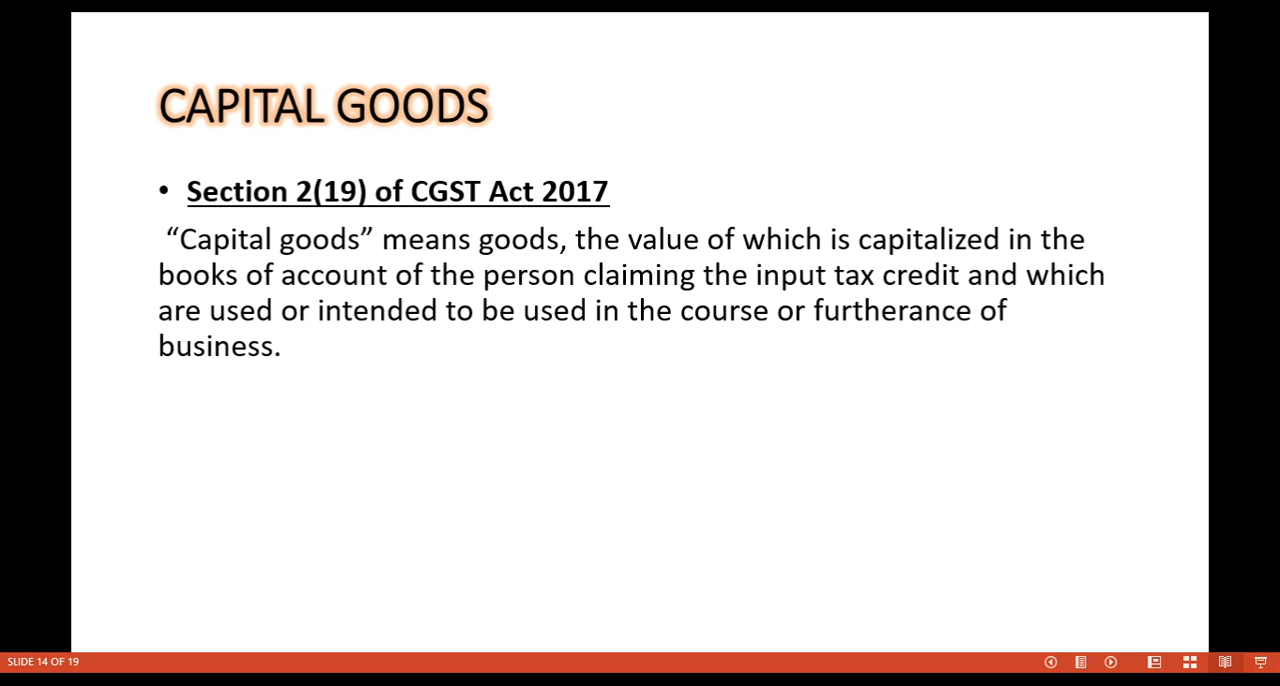 CAPITAL GOODS
• Section 2(19) of CGST Act 2017
“Capital goods” means goods, the value of which is capitalized in the
books of account of the person claiming the input tax credit and which
are used or intended to be used in the course or furtherance of
business.
SLIDE 14 OF 19